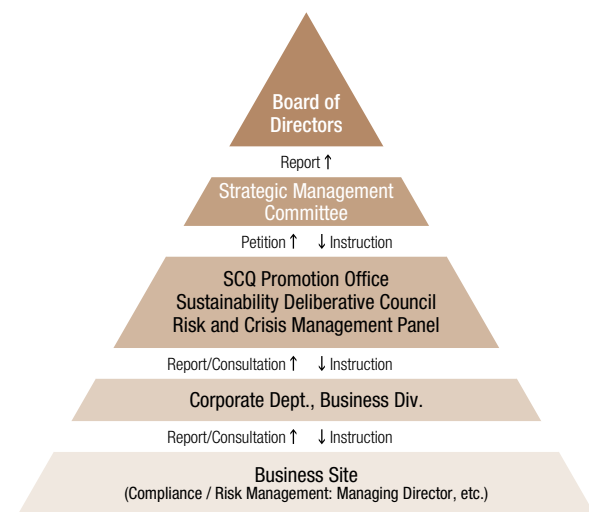 Board of
Directors
Report ↑
Strategic Management
Committee
Petition ↑ ↓ Instruction
SCQ Promotion Office
Sustainability Deliberative Council
Risk and Crisis Management Panel
Report/Consultation ↑ ↓ Instruction
Corporate Dept., Business Div.
Report/Consultation ↑ ↓ Instruction
Business Site
(Compliance / Risk Management: Managing Director, etc.)